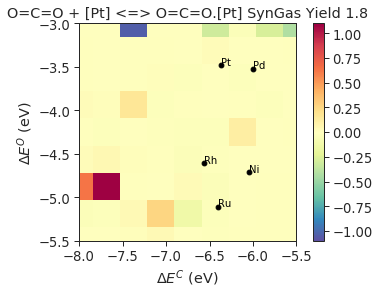 O=C=O + [Pt] <=> O=C=O.[Pt] SynGas Yield 1.8
−3.0
−3.5
−4.0
−4.5
−5.0
−5.5
ΔE^O (eV)
Pt
Pd
Rh
Ni
Ru
−8.0 −7.5 −7.0 −6.5 −6.0 −5.5
ΔE^C (eV)
1.00
0.75
0.50
0.25
0.00
−0.25
−0.50
−0.75
−1.00